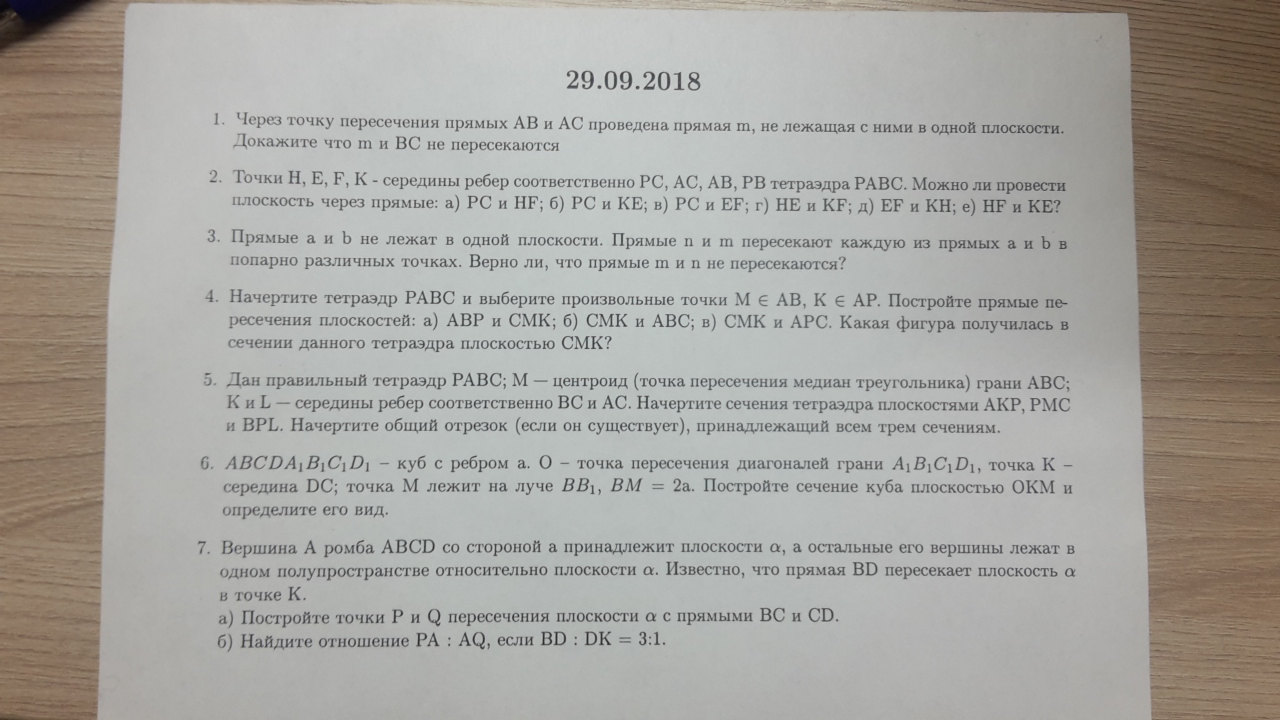 29.09.2018
1. Через точку пересечения прямых AB и AC проведена прямая m, не лежащая с ними в одной плоскости.
Докажите что m и BC не пересекаются
2. Точки H, E, F, K - середины ребер соответственно PC, AC, AB, PB тетраэдра PABC. Можно ли провести
плоскость через прямые: а) PC и HF; б) PC и KE; в) PC и EF; г) HE и KF; д) EF и KH; е) HF и KE?
3. Прямые a и b не лежат в одной плоскости. Прямые n и m пересекают каждую из прямых a и b в
попарно различных точках. Верно ли, что прямые m и n не пересекаются?
4. Начертите тетраэдр PABC и выберите произвольные точки M ∈ AB, K ∈ AP. Постройте прямые пе-
ресечения плоскостей: а) ABP и CMK; б) CMK и ABC; в) CMK и APC. Какая фигура получилась в
сечении данного тетраэдра плоскостью CMK?
5. Дан правильный тетраэдр PABC; M — центроид (точка пересечения медиан треугольника) грани ABC;
K и L — середины ребер соответственно BC и AC. Начертите сечения тетраэдра плоскостями AKP, PMC
и BPL. Начертите общий отрезок (если он существует), принадлежащий всем трем сечениям.
6. ABCDA₁B₁C₁D₁ – куб с ребром a. O – точка пересечения диагоналей грани A₁B₁C₁D₁, точка K –
середина DC; точка M лежит на луче BB₁, BM = 2a. Постройте сечение куба плоскостью OKM и
определите его вид.
7. Вершина A ромба ABCD со стороной a принадлежит плоскости α, а остальные его вершины лежат в
одном полупространстве относительно плоскости α. Известно, что прямая BD пересекает плоскость α
в точке K.
а) Постройте точки P и Q пересечения плоскости α с прямыми BC и CD.
б) Найдите отношение PA : AQ, если BD : DK = 3:1.